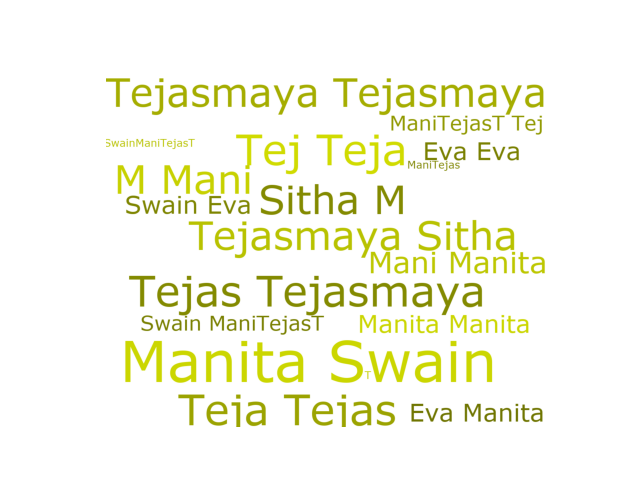 Tejasmaya Tejasmaya
ManiTejasT Tej
SwainManiTejasT
Tej Teja
Eva Eva
ManiTejas
M Mani
Swain Eva
Sitha M
Tejasmaya Sitha
Mani Manita
Tejas Tejasmaya
Swain ManiTejasT
Manita Manita
Manita Swain
T
Teja Tejas
Eva Manita